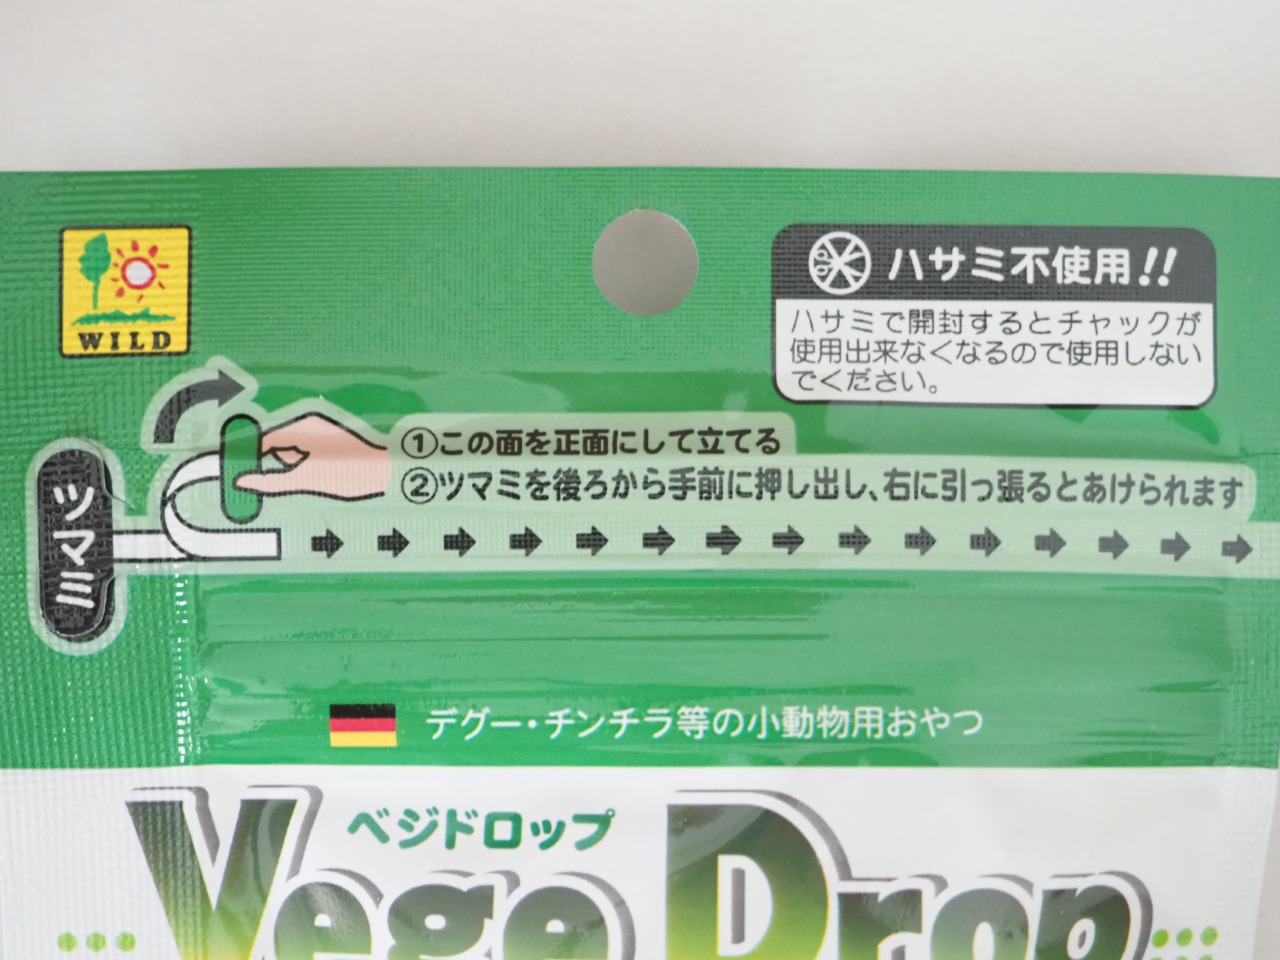 WILD
ハサミ不使用!!
ハサミで開封するとチャックが
使用出来なくなるので使用しない
でください。
①この面を正面にして立てる
②ツマミを後ろから手前に押し出し、右に引っ張るとあけられます
ツマミ
デグー・チンチラ等の小動物用おやつ
ベジドロップ
Vege Drop